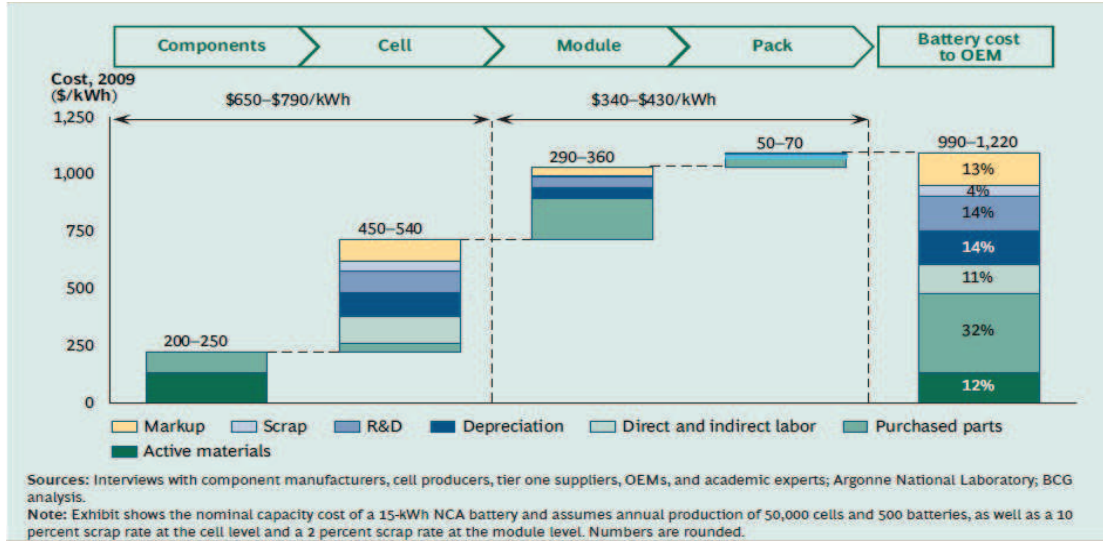 Components Cell Module Pack Battery cost
to OEM
Cost, 2009
($/kWh)
$650–$790/kWh $340–$430/kWh
1,250
990–1,220
50–70
290–360
13%
1,000
4%
14%
450–540
750
14%
500
11%
32%
250
200–250
12%
0
Markup Scrap R&D Depreciation Direct and indirect labor Purchased parts
Active materials
Sources: Interviews with component manufacturers, cell producers, tier one suppliers, OEMs, and academic experts; Argonne National Laboratory; BCG
analysis.
Note: Exhibit shows the nominal capacity cost of a 15-kWh NCA battery and assumes annual production of 50,000 cells and 500 batteries, as well as a 10
percent scrap rate at the cell level and a 2 percent scrap rate at the module level. Numbers are rounded.